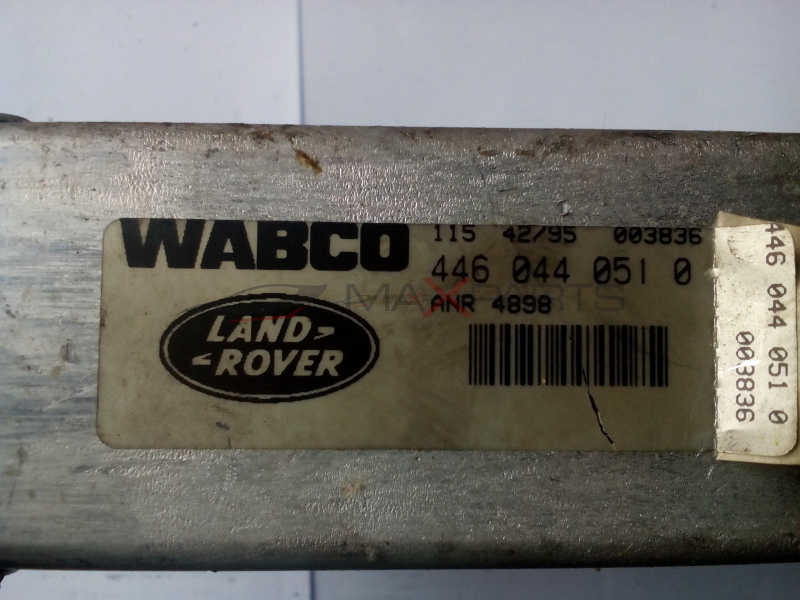 WABCO
115 42/95 003836
446 044 051 0
ANR 4898
LAND
ROVER
MAXPARTS
446 044 051 0
003836